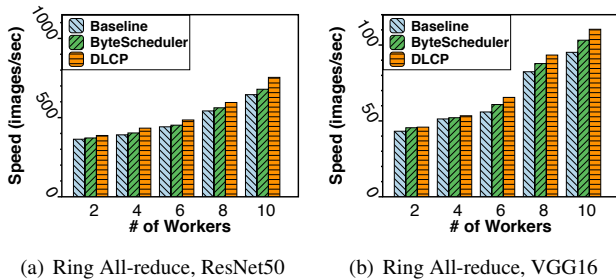 Speed (images/sec)
1000
500
0
Baseline
ByteScheduler
DLCP
2 4 6 8 10
# of Workers
(a) Ring All-reduce, ResNet50
Speed (images/sec)
100
50
0
Baseline
ByteScheduler
DLCP
2 4 6 8 10
# of Workers
(b) Ring All-reduce, VGG16